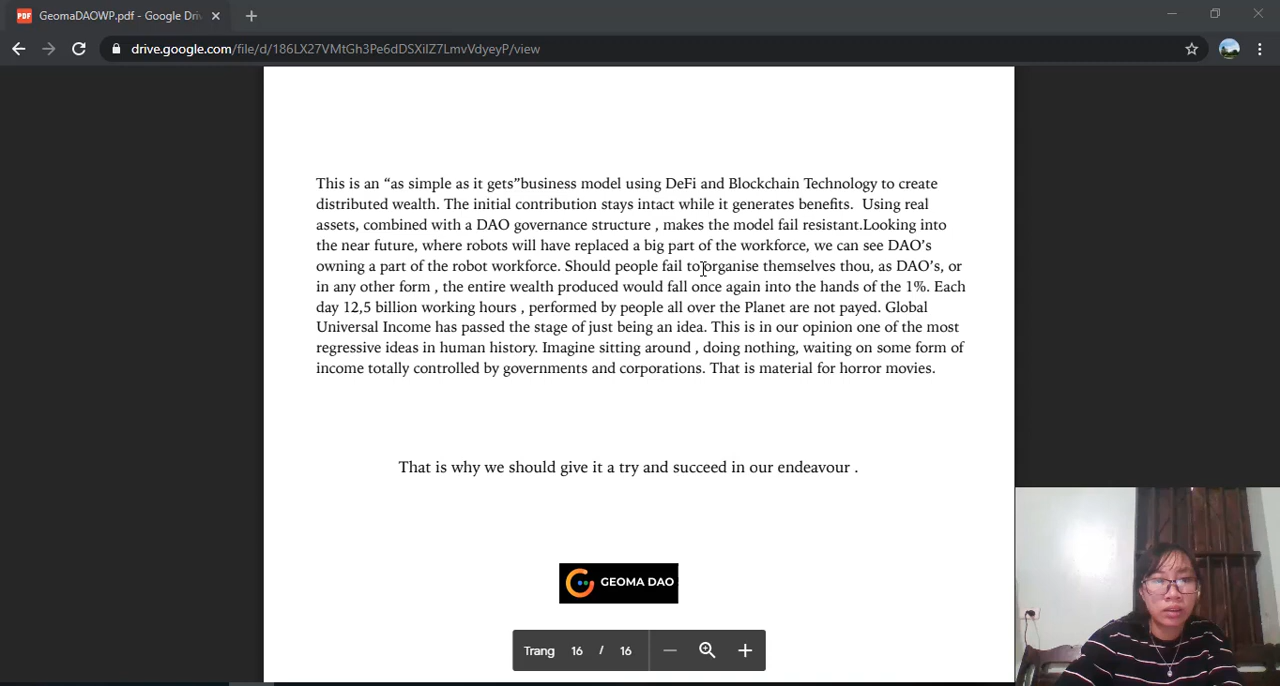 GeomaDAOWP.pdf - Google Dri
drive.google.com/file/d/186LX27VMtGh3Pe6dDSXiIZ7LmvVdyeyP/view
This is an “as simple as it gets”business model using DeFi and Blockchain Technology to create
distributed wealth. The initial contribution stays intact while it generates benefits.  Using real
assets, combined with a DAO governance structure , makes the model fail resistant.Looking into
the near future, where robots will have replaced a big part of the workforce, we can see DAO’s
owning a part of the robot workforce. Should people fail to organise themselves thou, as DAO’s, or
in any other form , the entire wealth produced would fall once again into the hands of the 1%. Each
day 12,5 billion working hours , performed by people all over the Planet are not payed. Global
Universal Income has passed the stage of just being an idea. This is in our opinion one of the most
regressive ideas in human history. Imagine sitting around , doing nothing, waiting on some form of
income totally controlled by governments and corporations. That is material for horror movies.
That is why we should give it a try and succeed in our endeavour .
GEOMA DAO
Trang 16 / 16